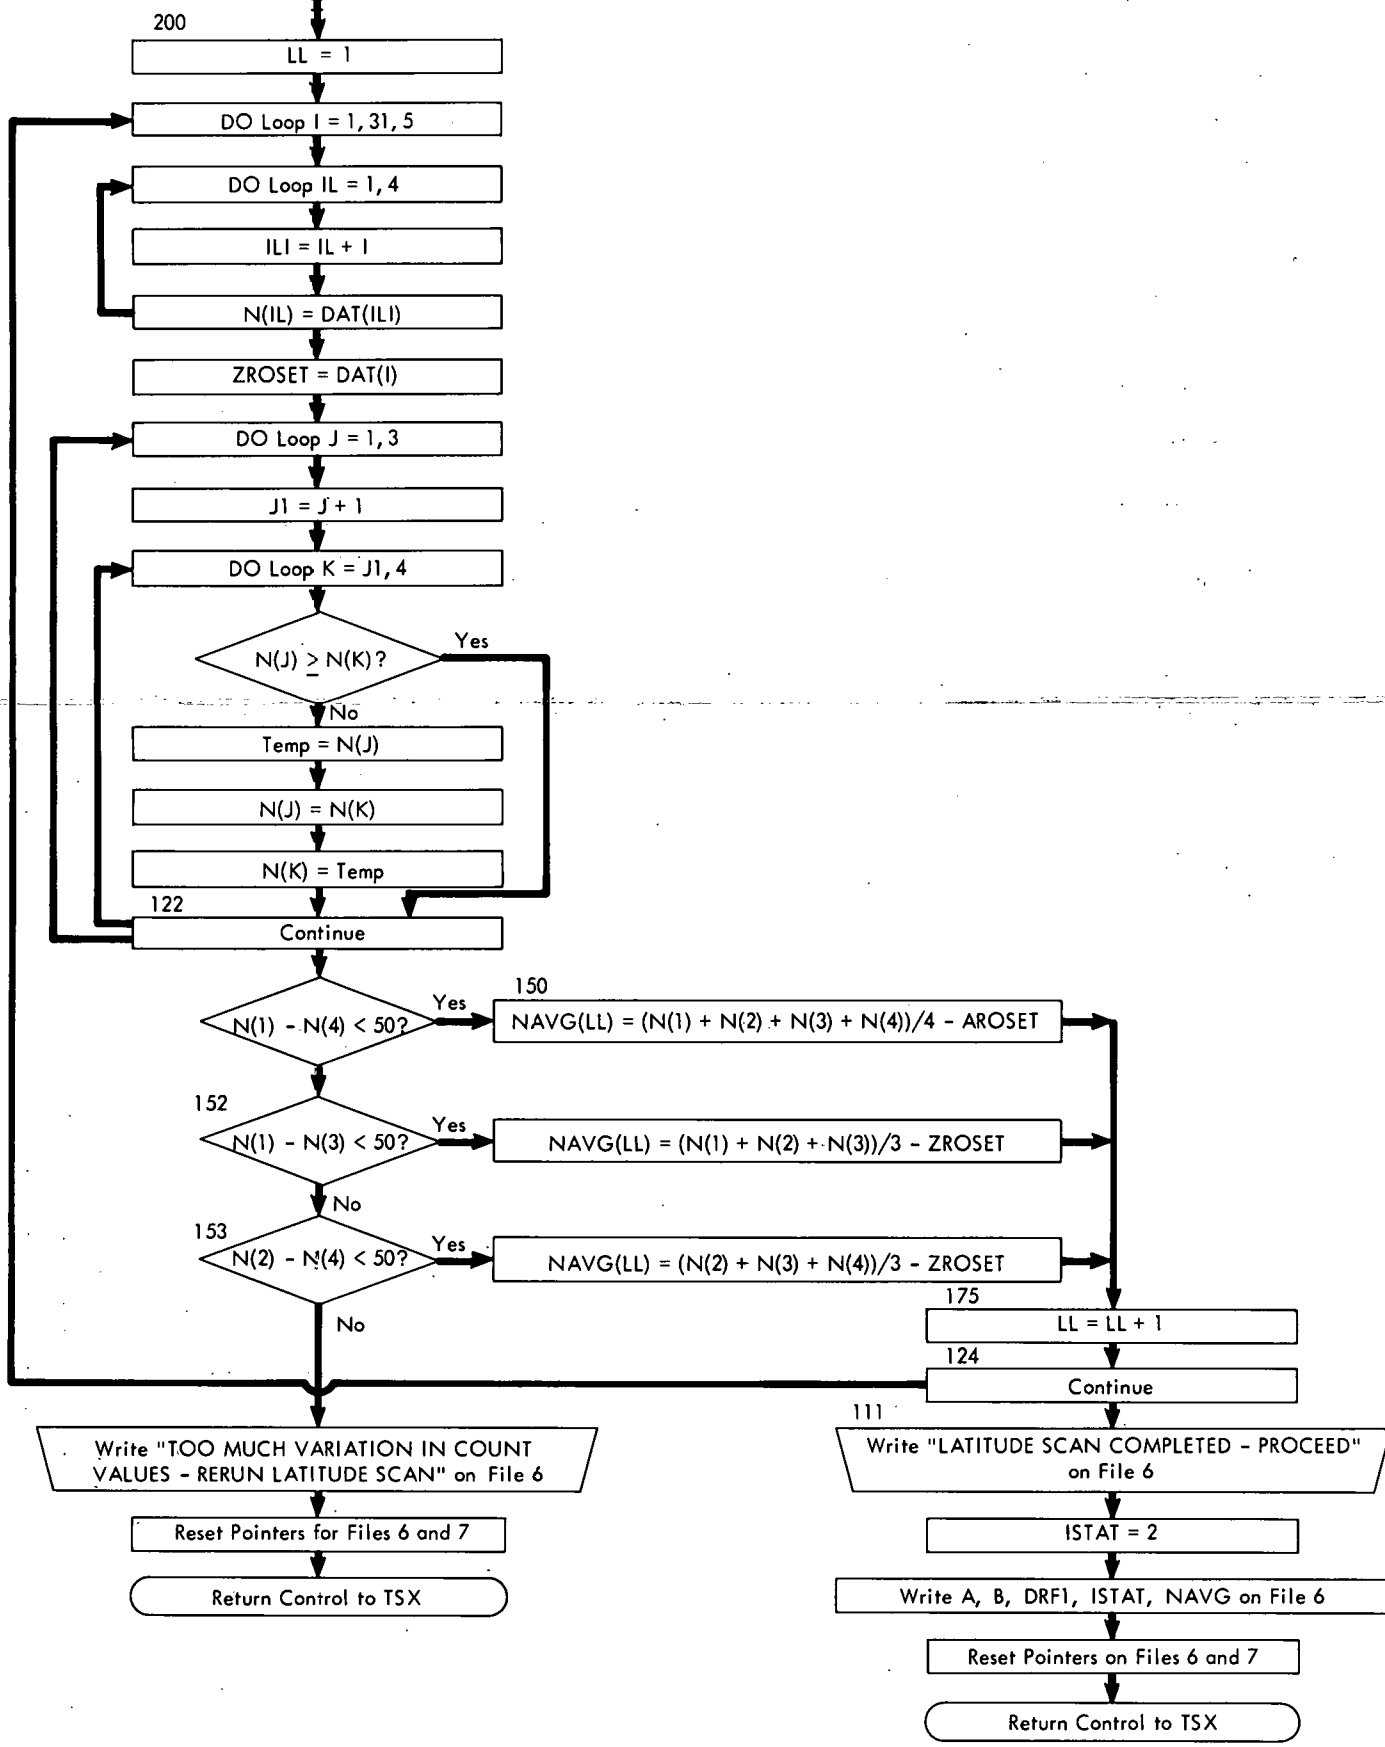 200
LL = 1
DO Loop I = 1, 31, 5
DO Loop IL = 1, 4
ILI = IL + I
N(IL) = DAT(ILI)
ZROSET = DAT(I)
DO Loop J = 1, 3
J1 = J + 1
DO Loop K = J1, 4
N(J) ≥ N(K)?
Yes
No
Temp = N(J)
N(J) = N(K)
N(K) = Temp
122
Continue
N(1) - N(4) < 50?
Yes
150
NAVG(LL) = (N(1) + N(2) + N(3) + N(4))/4 - AROSET
152
N(1) - N(3) < 50?
Yes
NAVG(LL) = (N(1) + N(2) + N(3))/3 - ZROSET
No
153
N(2) - N(4) < 50?
Yes
NAVG(LL) = (N(2) + N(3) + N(4))/3 - ZROSET
No
175
LL = LL + 1
124
Continue
Write "TOO MUCH VARIATION IN COUNT
VALUES - RERUN LATITUDE SCAN" on File 6
Reset Pointers for Files 6 and 7
Return Control to TSX
111
Write "LATITUDE SCAN COMPLETED - PROCEED"
on File 6
ISTAT = 2
Write A, B, DRF1, ISTAT, NAVG on File 6
Reset Pointers on Files 6 and 7
Return Control to TSX